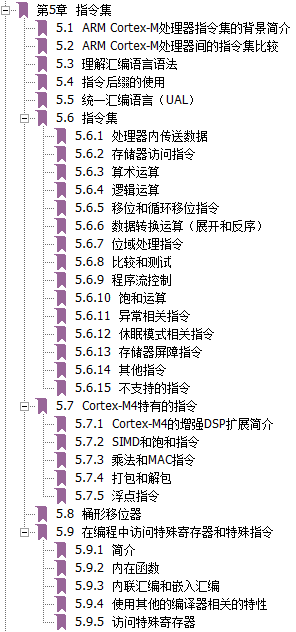 第5章 指令集
5.1 ARM Cortex-M处理器指令集的背景简介
5.2 ARM Cortex-M处理器间的指令集比较
5.3 理解汇编语言语法
5.4 指令后缀的使用
5.5 统一汇编语言（UAL）
5.6 指令集
5.6.1 处理器内传送数据
5.6.2 存储器访问指令
5.6.3 算术运算
5.6.4 逻辑运算
5.6.5 移位和循环移位指令
5.6.6 数据转换运算（展开和反序）
5.6.7 位域处理指令
5.6.8 比较和测试
5.6.9 程序流控制
5.6.10 饱和运算
5.6.11 异常相关指令
5.6.12 休眠模式相关指令
5.6.13 存储器屏障指令
5.6.14 其他指令
5.6.15 不支持的指令
5.7 Cortex-M4特有的指令
5.7.1 Cortex-M4的增强DSP扩展简介
5.7.2 SIMD和饱和指令
5.7.3 乘法和MAC指令
5.7.4 打包和解包
5.7.5 浮点指令
5.8 桶形移位器
5.9 在编程中访问特殊寄存器和特殊指令
5.9.1 简介
5.9.2 内在函数
5.9.3 内联汇编和嵌入汇编
5.9.4 使用其他的编译器相关的特性
5.9.5 访问特殊寄存器